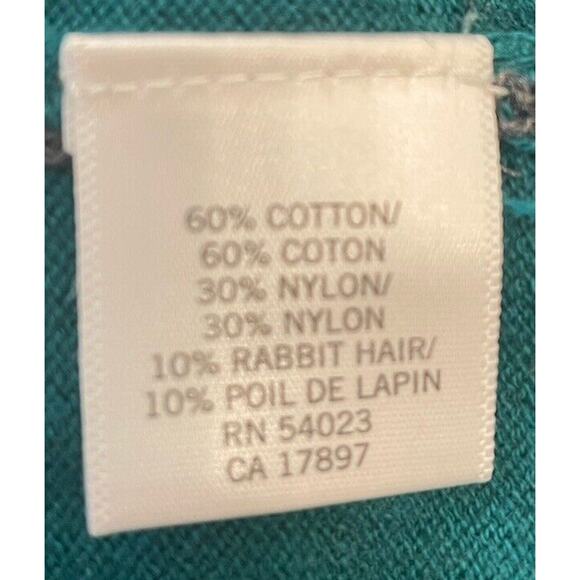 60% COTTON/
60% COTON
30% NYLON/
30% NYLON
10% RABBIT HAIR/
10% POIL DE LAPIN
RN 54023
CA 17897